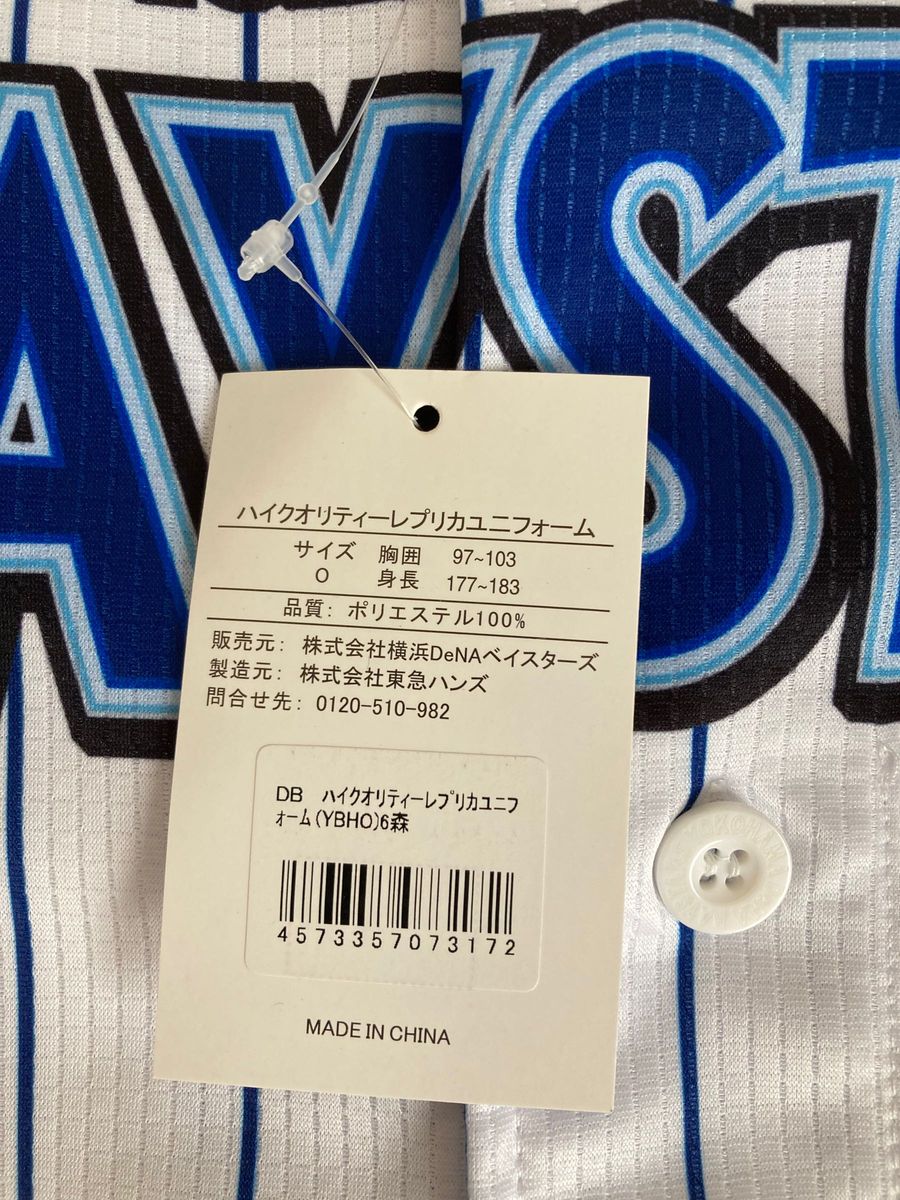 AYST
ハイクオリティーレプリカユニフォーム
サイズ 胸囲 97~103
O 身長 177~183
品質: ポリエステル100%
販売元: 株式会社横浜DeNAベイスターズ
製造元: 株式会社東急ハンズ
問合せ先: 0120-510-982
DB ﾊｲｸｵﾘﾃｨｰﾚﾌﾟﾘｶﾕﾆﾌ
ｫｰﾑ(YBHO)6森
4573357073172
MADE IN CHINA